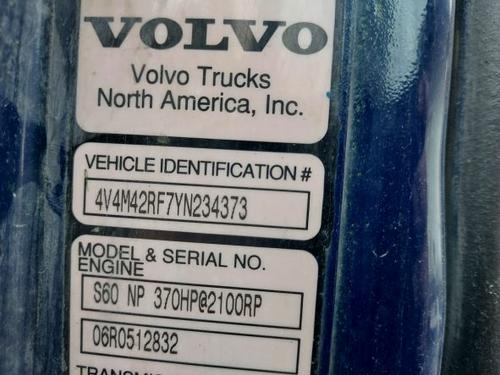 VOLVO
Volvo Trucks
North America, Inc.
VEHICLE IDENTIFICATION #
4V4M42RF7YN234373
MODEL & SERIAL NO.
ENGINE
S60 NP 370HP@2100RP
06R0512832